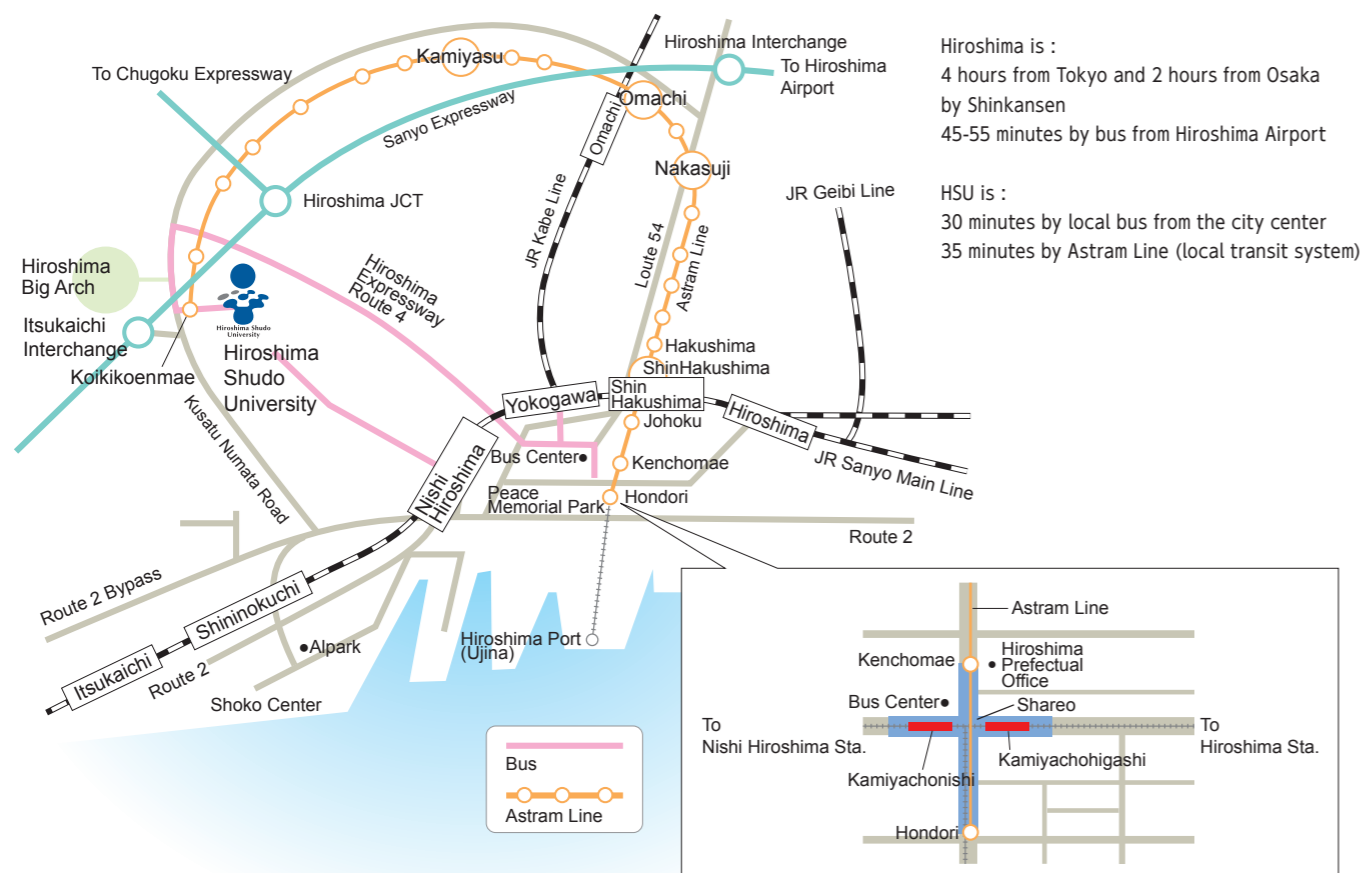 Kamiyasu
To Chugoku Expressway
Sanyo Expressway
Hiroshima Interchange
To Hiroshima
Airport
Omachi
Omachi
Nakasuji
Hiroshima JCT
JR Kabe Line
Loute 54
Astram Line
JR Geibi Line
Hiroshima
Big Arch
Itsukaichi
Interchange
Koikikoenmae
Hiroshima Shudo
University
Hiroshima
Shudo
University
Hiroshima
Expressway
Route 4
Hakushima
ShinHakushima
Shin
Hakushima
Yokogawa
Hiroshima
Johoku
Kenchomae
Hondori
Bus Center
Peace
Memorial Park
Nishi
Hiroshima
JR Sanyo Main Line
Kusatu Numata Road
Route 2
Route 2 Bypass
Shininokuchi
Itsukaichi
Route 2
Alpark
Shoko Center
Hiroshima Port
(Ujina)
Bus
Astram Line
Hiroshima is :
4 hours from Tokyo and 2 hours from Osaka
by Shinkansen
45-55 minutes by bus from Hiroshima Airport
HSU is :
30 minutes by local bus from the city center
35 minutes by Astram Line (local transit system)
Astram Line
Kenchomae
Hiroshima
Prefectual
Office
Bus Center
Shareo
To
Nishi Hiroshima Sta.
To
Hiroshima Sta.
Kamiyachonishi
Kamiyachohigashi
Hondori